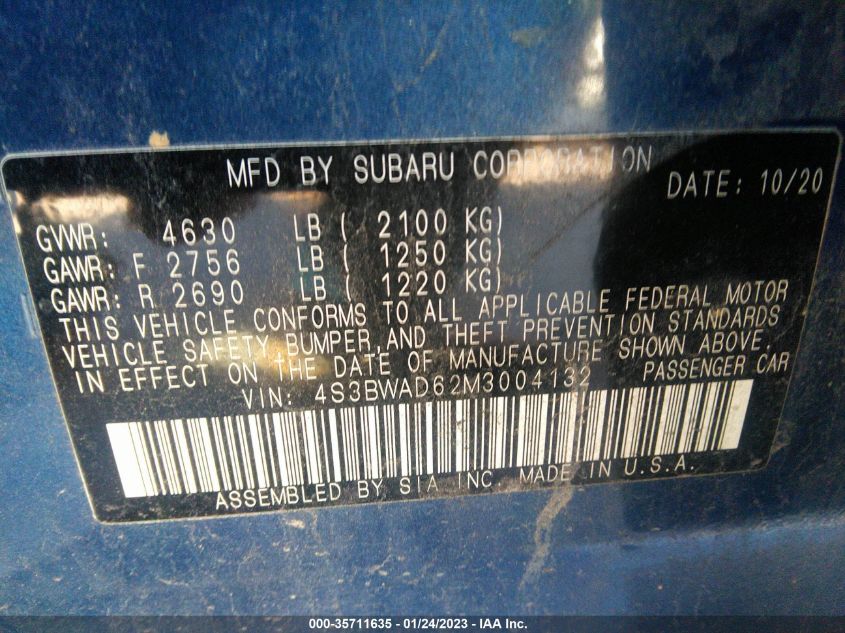 MFD BY SUBARU CORPORATION DATE: 10/20
GVWR: 4630 LB ( 2100 KG)
GAWR: F 2756 LB ( 1250 KG)
GAWR: R 2690 LB ( 1220 KG)
THIS VEHICLE CONFORMS TO ALL APPLICABLE FEDERAL MOTOR
VEHICLE SAFETY, BUMPER, AND THEFT PREVENTION STANDARDS
IN EFFECT ON THE DATE OF MANUFACTURE SHOWN ABOVE.
VIN: 4S3BWAD62M3004132 PASSENGER CAR
ASSEMBLED BY SIA INC. MADE IN U.S.A.
000-35711635 - 01/24/2023 - IAA Inc.